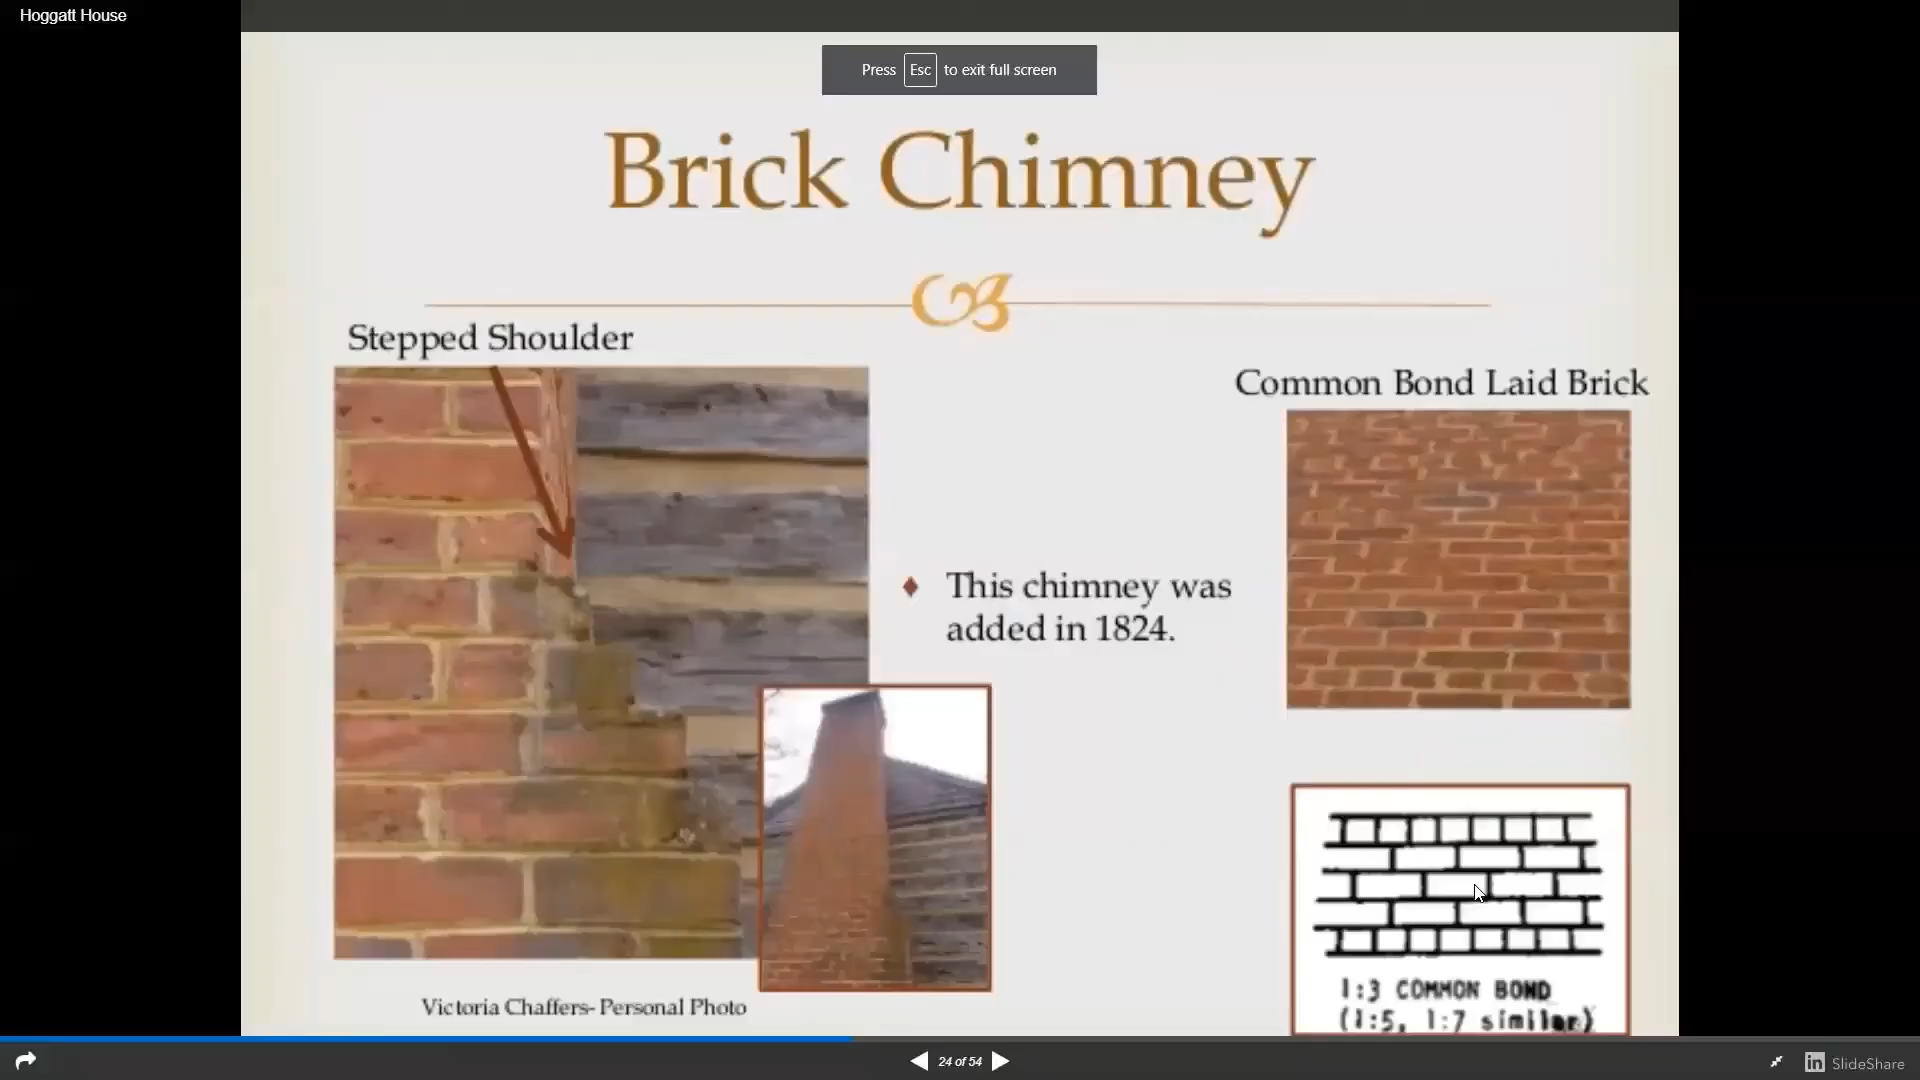 Hoggatt House
Press Esc to exit full screen
Brick Chimney
Stepped Shoulder
Common Bond Laid Brick
This chimney was
added in 1824.
1:3 COMMON BOND
(1:5, 1:7 similar)
Victoria Chaffers- Personal Photo
24 of 54
in SlideShare